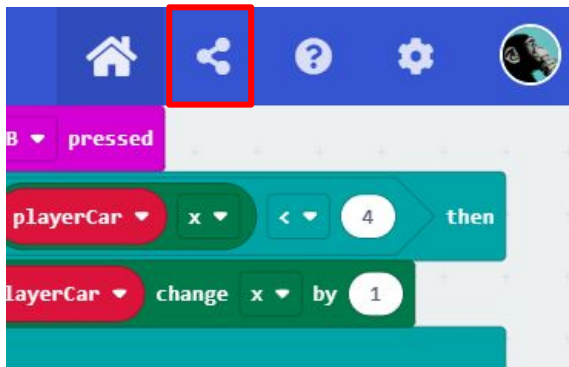 B pressed
playerCar x < 4 then
layerCar change x by 1